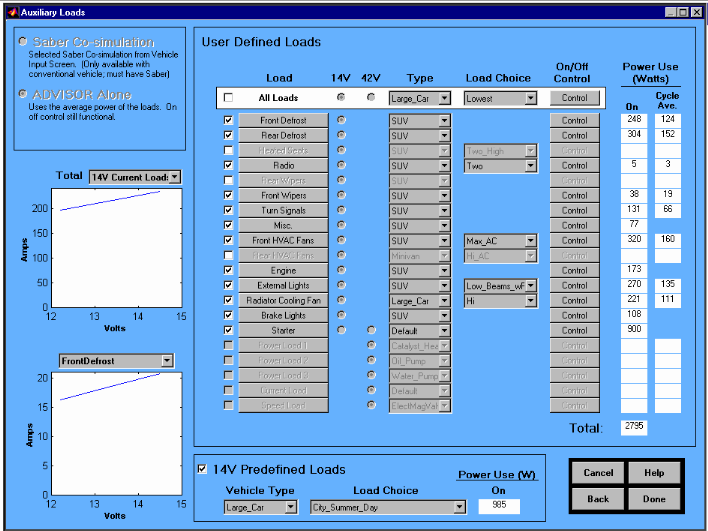 Auxiliary Loads
Saber Co-simulation
Selected Saber Co-simulation from Vehicle
Input Screen. (Only available with
conventional vehicle; must have Saber)
ADVISOR Alone
Uses the average power of the loads. On
off control still functional.
User Defined Loads
Load 14V 42V Type Load Choice On/Off Control Power Use (Watts)
On Cycle Ave.
All Loads Large_Car Lowest Control
Front Defrost SUV Control 248 124
Rear Defrost SUV Control 304 152
Heated Seats SUV Two_High Control
Radio SUV Two Control 5 3
Rear Wipers SUV Control
Front Wipers SUV Control 38 19
Turn Signals SUV Control 131 66
Misc. SUV Control 77
Front HVAC Fans SUV Max_AC Control 320 160
Rear HVAC Fans Minivan Hi_AC Control
Engine SUV Control 173
External Lights SUV Low_Beams_wF Control 270 135
Radiator Cooling Fan Large_Car Hi Control 221 111
Brake Lights SUV Control 108
Starter Default Control 900
Power Load 1 Catalyst_Hea Control
Power Load 2 Oil_Pump Control
Power Load 3 Water_Pump Control
Current Load Default Control
Speed Load ElectMagVal Control
Total: 2795
Total 14V Current Loads
200
150
100
50
0
12 13 14 15
Amps
Volts
FrontDefrost
20
15
10
5
0
12 13 14 15
Amps
Volts
14V Predefined Loads
Vehicle Type Load Choice Power Use (W)
On
Large_Car City_Summer_Day 985
Cancel Help
Back Done